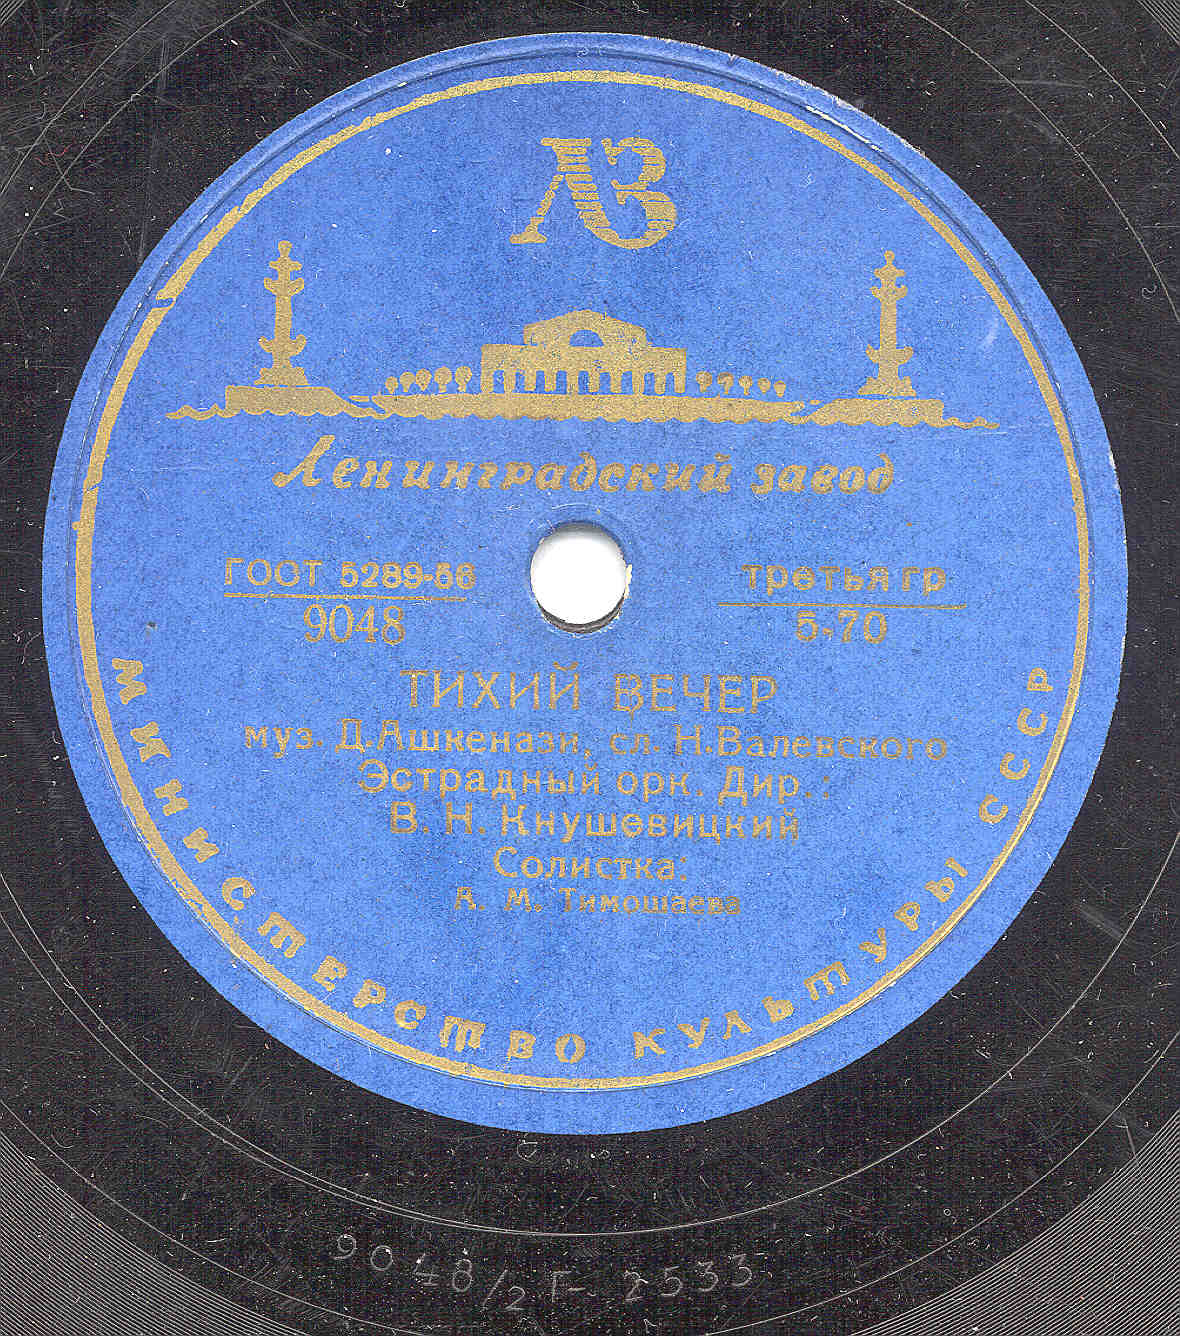 ЛЗ
Ленинградский завод
ГОСТ 5289-56
9048
третья гр
5-70
ТИХИЙ ВЕЧЕР
муз. Д.Ашкенази, сл. Н.Валевского
Эстрадный орк. Дир.:
В. Н. Кнушевицкий
Солистка:
А. М. Тимошаева
МИНИСТЕРСТВО КУЛЬТУРЫ СССР
9048/2 Г-2533